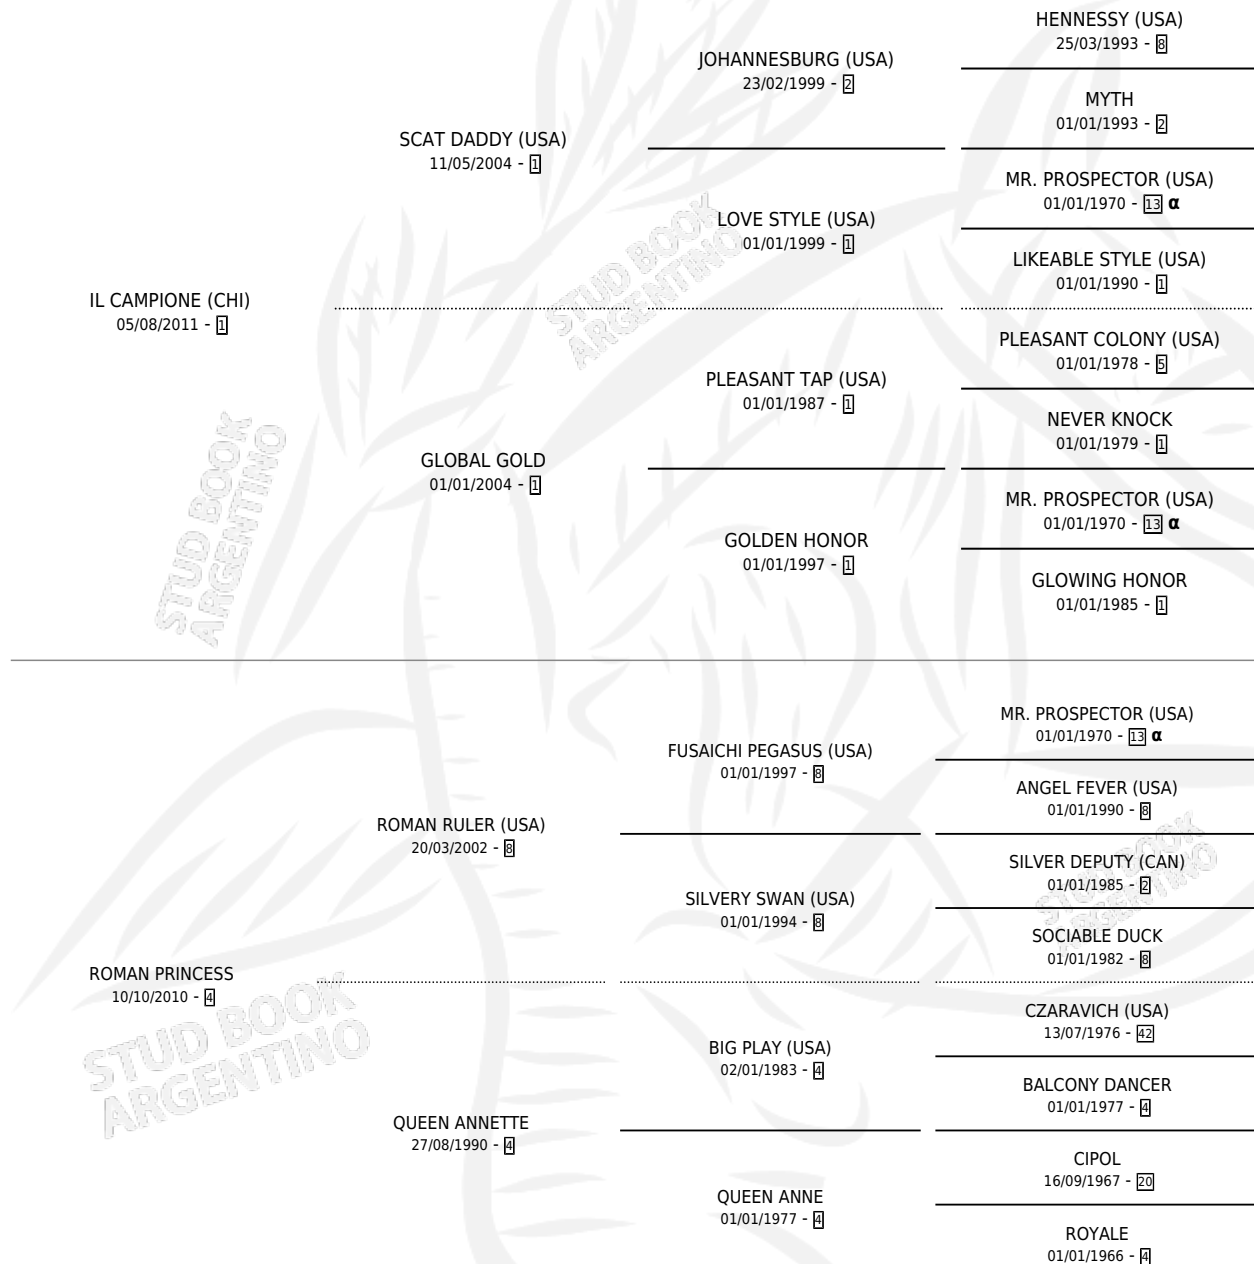 HENNESSY (USA)
25/03/1993 - 8
JOHANNESBURG (USA)
23/02/1999 - 2
MYTH
01/01/1993 - 2
SCAT DADDY (USA)
11/05/2004 - 1
MR. PROSPECTOR (USA)
01/01/1970 - 13 α
LOVE STYLE (USA)
01/01/1999 - 1
LIKEABLE STYLE (USA)
01/01/1990 - 1
IL CAMPIONE (CHI)
05/08/2011 - 1
PLEASANT COLONY (USA)
01/01/1978 - 5
PLEASANT TAP (USA)
01/01/1987 - 1
NEVER KNOCK
01/01/1979 - 1
GLOBAL GOLD
01/01/2004 - 1
MR. PROSPECTOR (USA)
01/01/1970 - 13 α
GOLDEN HONOR
01/01/1997 - 1
GLOWING HONOR
01/01/1985 - 1
STUD BOOK
ARGENTINO
STUD BOOK
ARGENTINO
MR. PROSPECTOR (USA)
01/01/1970 - 13 α
FUSAICHI PEGASUS (USA)
01/01/1997 - 8
ANGEL FEVER (USA)
01/01/1990 - 8
ROMAN RULER (USA)
20/03/2002 - 8
SILVER DEPUTY (CAN)
01/01/1985 - 2
SILVERY SWAN (USA)
01/01/1994 - 8
SOCIABLE DUCK
01/01/1982 - 8
ROMAN PRINCESS
10/10/2010 - 4
CZARAVICH (USA)
13/07/1976 - 42
BIG PLAY (USA)
02/01/1983 - 4
BALCONY DANCER
01/01/1977 - 4
QUEEN ANNETTE
27/08/1990 - 4
CIPOL
16/09/1967 - 20
QUEEN ANNE
01/01/1977 - 4
ROYALE
01/01/1966 - 4
STUD BOOK
ARGENTINO
STUD BOOK
ARGENTINO